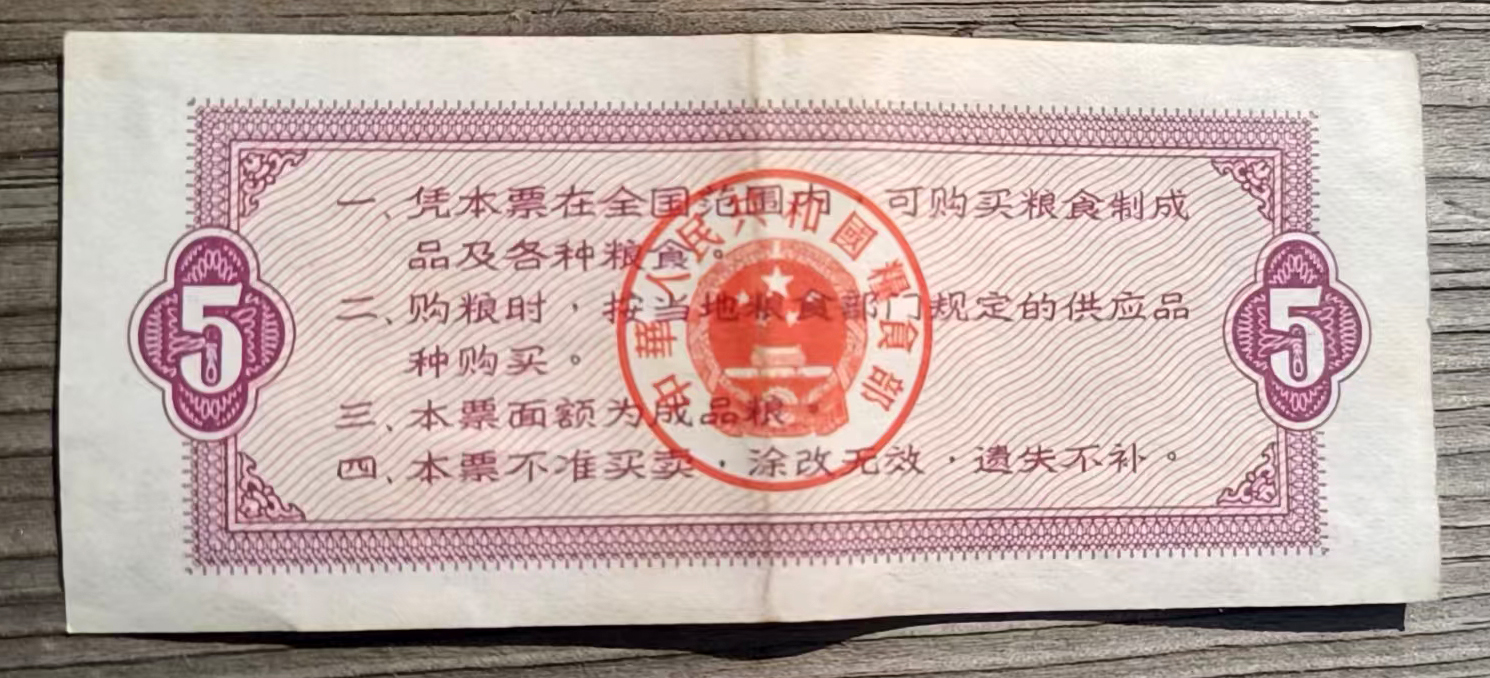 一、凭本票在全国范围内，可购买粮食制成
品及各种粮食。
二、购粮时，按当地粮食部门规定的供应品
种购买。
三、本票面额为成品粮。
四、本票不准买卖，涂改无效，遗失不补。
中華人民共和國粮食部
5
5